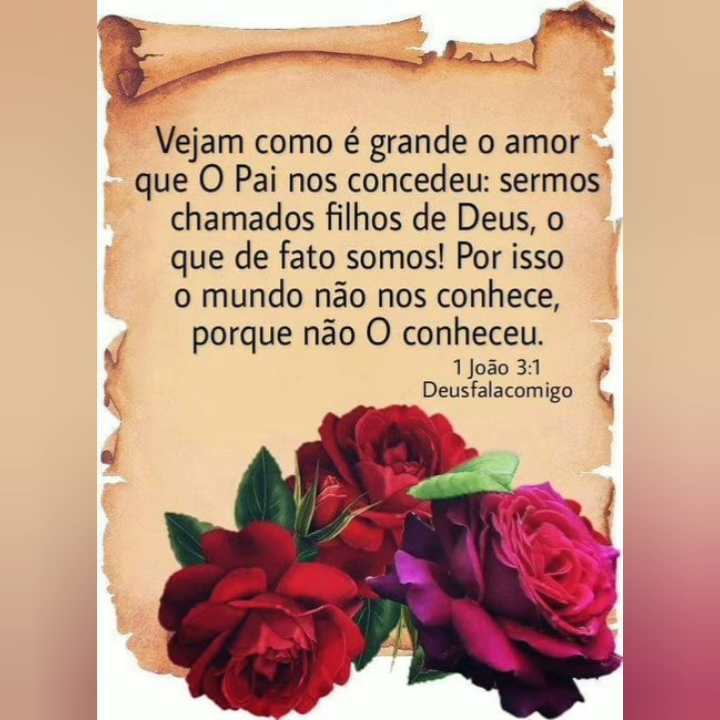 Vejam como é grande o amor
que O Pai nos concedeu: sermos
chamados filhos de Deus, o
que de fato somos! Por isso
o mundo não nos conhece,
porque não O conheceu.
1 João 3:1
Deusfalacomigo